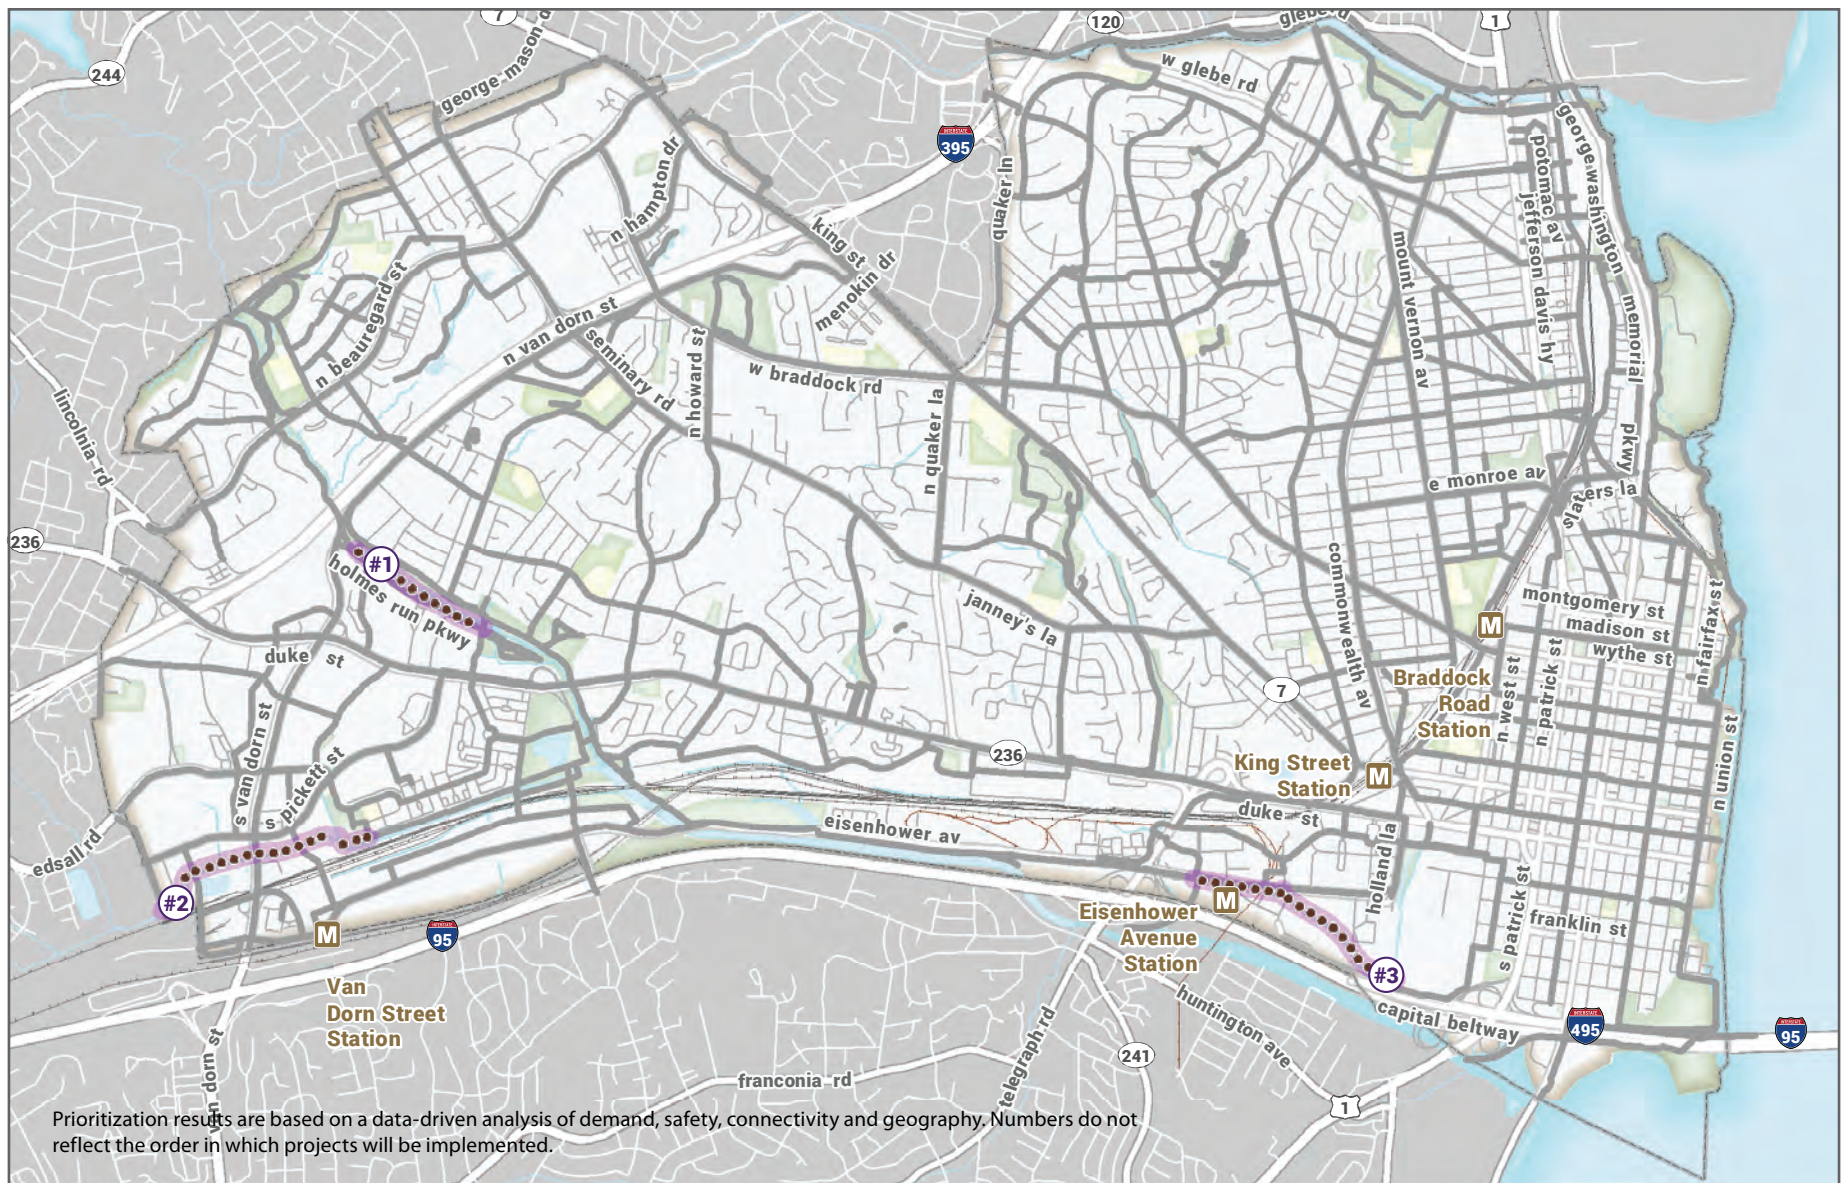 7
120
glebe rd
1
244
george mason d
w glebe rd
INTERSTATE
395
george washington
potomac av
jefferson davis hy
n hampton dr
quaker ln
king st
menokin dr
mount vernon av
n beauregard st
n van dorn st
memorial
seminary rd
n howard st
w braddock rd
n quaker la
lincolnia rd
pkwy
e monroe av
slaters la
236
#1
holmes run pkwy
janney's la
commonwealth av
montgomery st
madison st
wythe st
n fairfax st
M
duke st
Braddock
Road
Station
7
n west st
n patrick st
n union st
s van dorn st
s pickett st
236
King Street
Station
M
duke st
eisenhower av
edsall rd
holland la
#2
M
INTERSTATE
95
Eisenhower
Avenue
Station
M
s patrick st
franklin st
#3
Van
Dorn Street
Station
huntington ave
capital beltway
INTERSTATE
495
INTERSTATE
95
telegraph rd
241
franconia rd
1
dorn st
Prioritization results are based on a data-driven analysis of demand, safety, connectivity and geography. Numbers do not
reflect the order in which projects will be implemented.